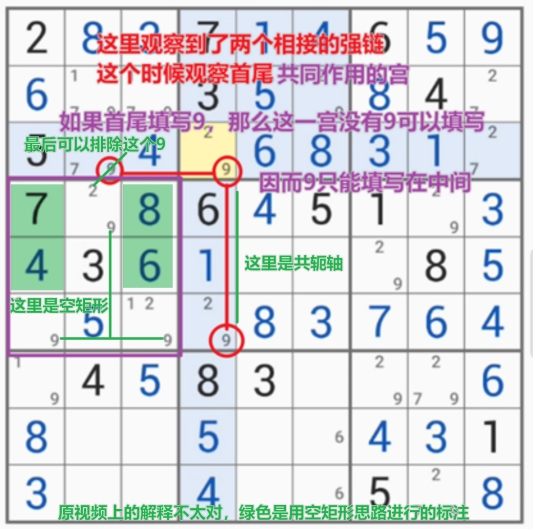 2 8 7 1 4 6 5 9
这里观察到了两个相接的强链
这个时候观察首尾 共同作用的宫
6 1 3 5 8 4 2
如果首尾填写9，那么这一宫没有9可以填写
最后可以排除这个9
5 7 9 4 2 9 6 8 3 1 2 7
因而9只能填写在中间
7 2 9 8 6 4 5 1 2 9 3
4 3 6 1 2 9 8 5
这里是共轭轴
这里是空矩形
9 5 1 2 9 2 9 8 3 7 6 4
1 9 4 5 8 3 2 9 2 7 9 6
8 5 6 4 3 1
3 4 6 5 2 8
原视频上的解释不太对，绿色是用空矩形思路进行的标注